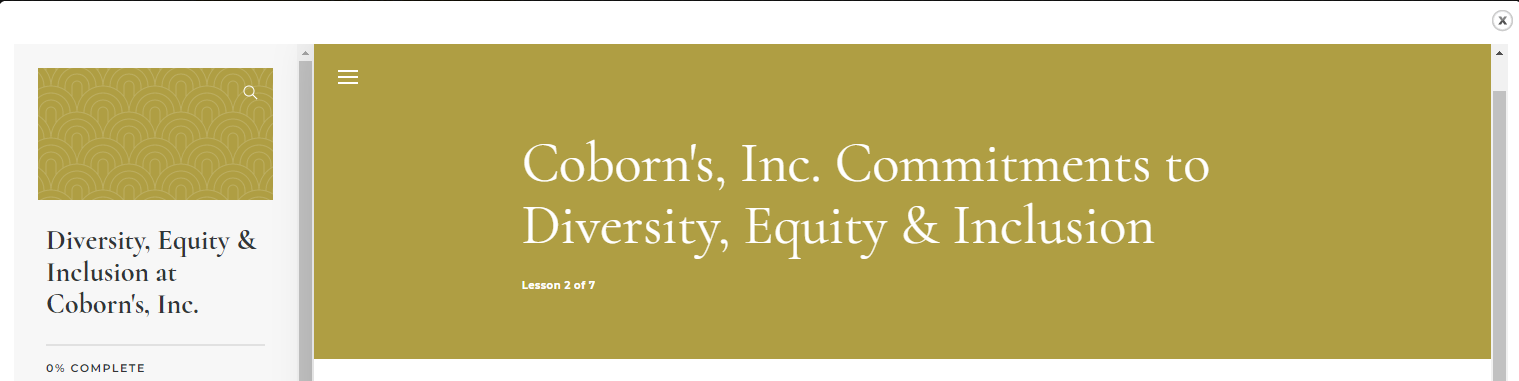 x
Diversity, Equity &
Inclusion at
Coborn's, Inc.
0% COMPLETE
Coborn's, Inc. Commitments to
Diversity, Equity & Inclusion
Lesson 2 of 7